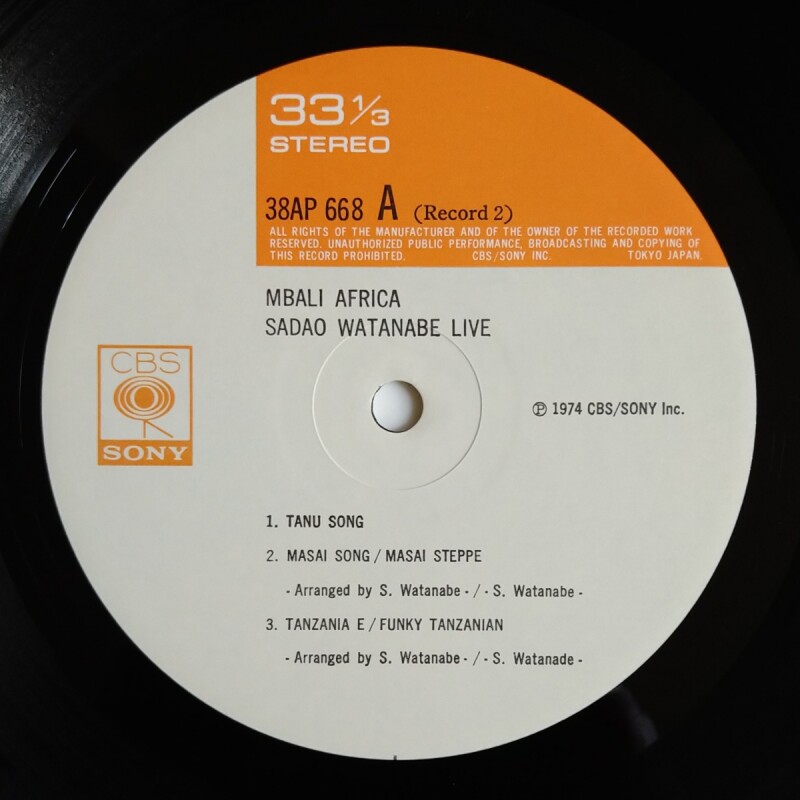 33 1/3
STEREO
38AP 668 A (Record 2)
ALL RIGHTS OF THE MANUFACTURER AND OF THE OWNER OF THE RECORDED WORK
RESERVED. UNAUTHORIZED PUBLIC PERFORMANCE, BROADCASTING AND COPYING OF
THIS RECORD PROHIBITED. CBS/SONY INC. TOKYO JAPAN.
MBALI AFRICA
SADAO WATANABE LIVE
CBS
SONY
℗ 1974 CBS/SONY Inc.
1. TANU SONG
2. MASAI SONG / MASAI STEPPE
- Arranged by S. Watanabe - / - S. Watanabe -
3. TANZANIA E / FUNKY TANZANIAN
- Arranged by S. Watanabe - / - S. Watanade -